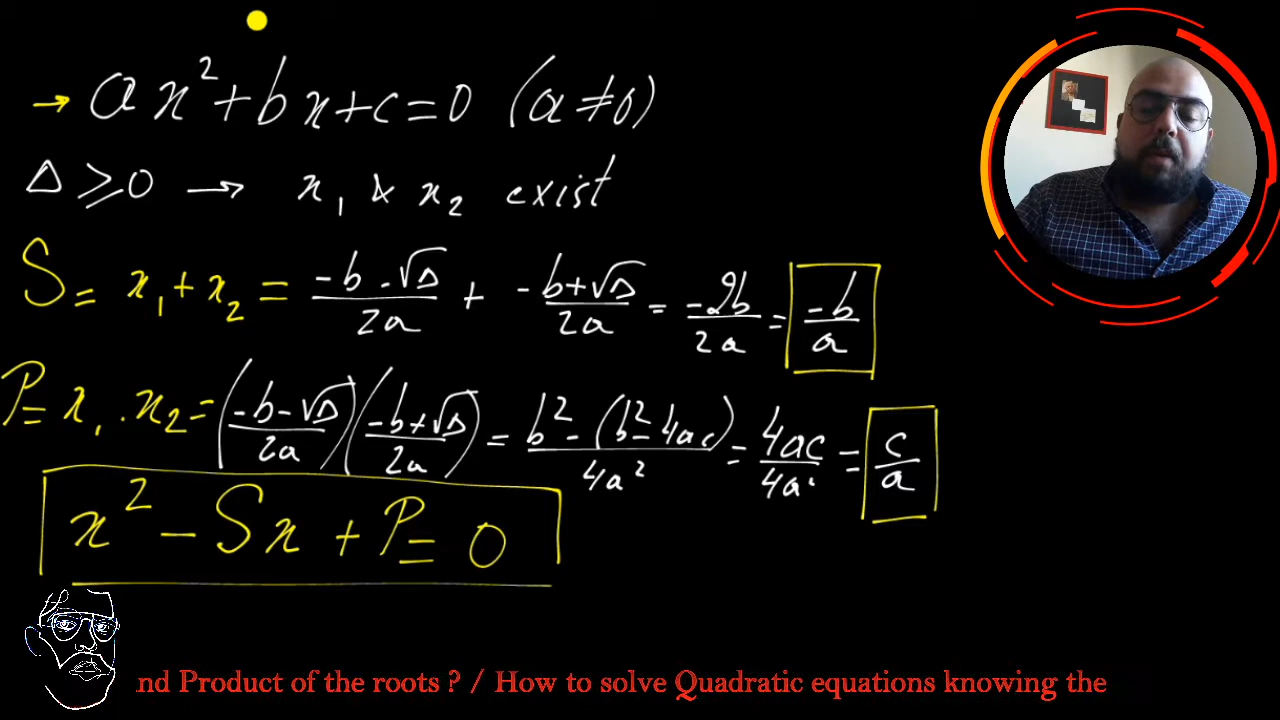 → ax² + bx + c = 0 (a ≠ 0)
Δ ⩾ 0 → x₁ & x₂ exist
S = x₁ + x₂ = (-b - √Δ)/2a + (-b + √Δ)/2a = -2b/2a = -b/a
P = x₁ . x₂ = ((-b - √Δ)/2a)((-b + √Δ)/2a) = (b² - (b² - 4ac))/4a² = 4ac/4a² = c/a
x² - Sx + P = 0
nd Product of the roots ? / How to solve Quadratic equations knowing the